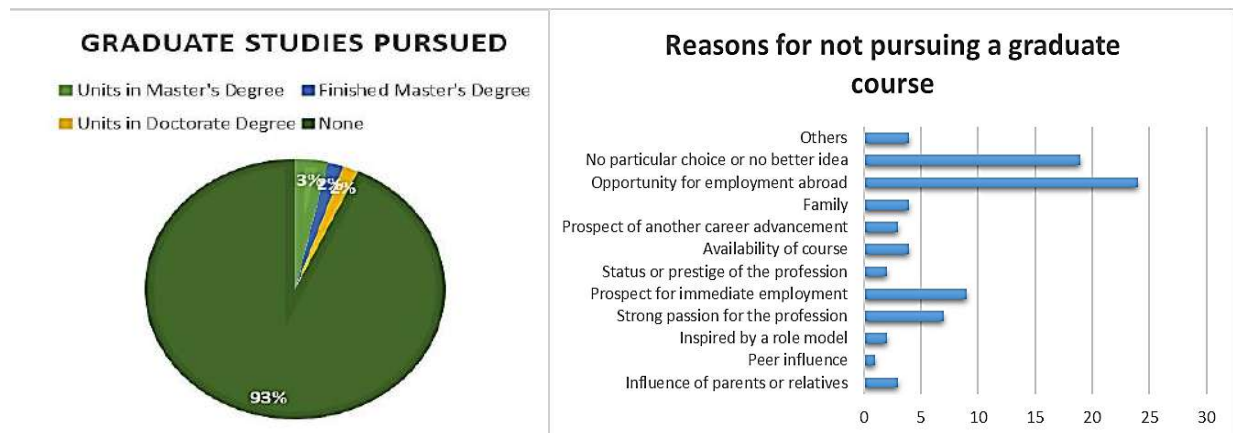 GRADUATE STUDIES PURSUED
Units in Master's Degree Finished Master's Degree
Units in Doctorate Degree None
3% 2% 2%
93%
Reasons for not pursuing a graduate
course
Others
No particular choice or no better idea
Opportunity for employment abroad
Family
Prospect of another career advancement
Availability of course
Status or prestige of the profession
Prospect for immediate employment
Strong passion for the profession
Inspired by a role model
Peer influence
Influence of parents or relatives
0 5 10 15 20 25 30